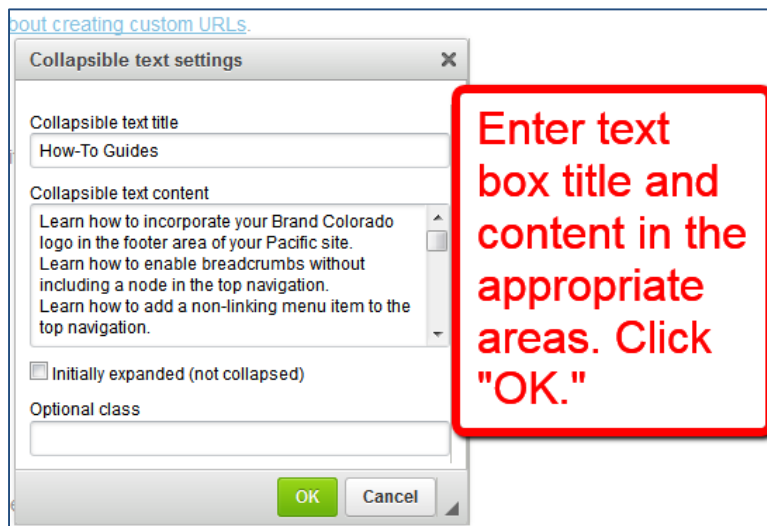 bout creating custom URLs.
Collapsible text settings
Collapsible text title
How-To Guides
Collapsible text content
Learn how to incorporate your Brand Colorado
logo in the footer area of your Pacific site.
Learn how to enable breadcrumbs without
including a node in the top navigation.
Learn how to add a non-linking menu item to the
top navigation.
Initially expanded (not collapsed)
Optional class
OK
Cancel
Enter text
box title and
content in the
appropriate
areas. Click
"OK."